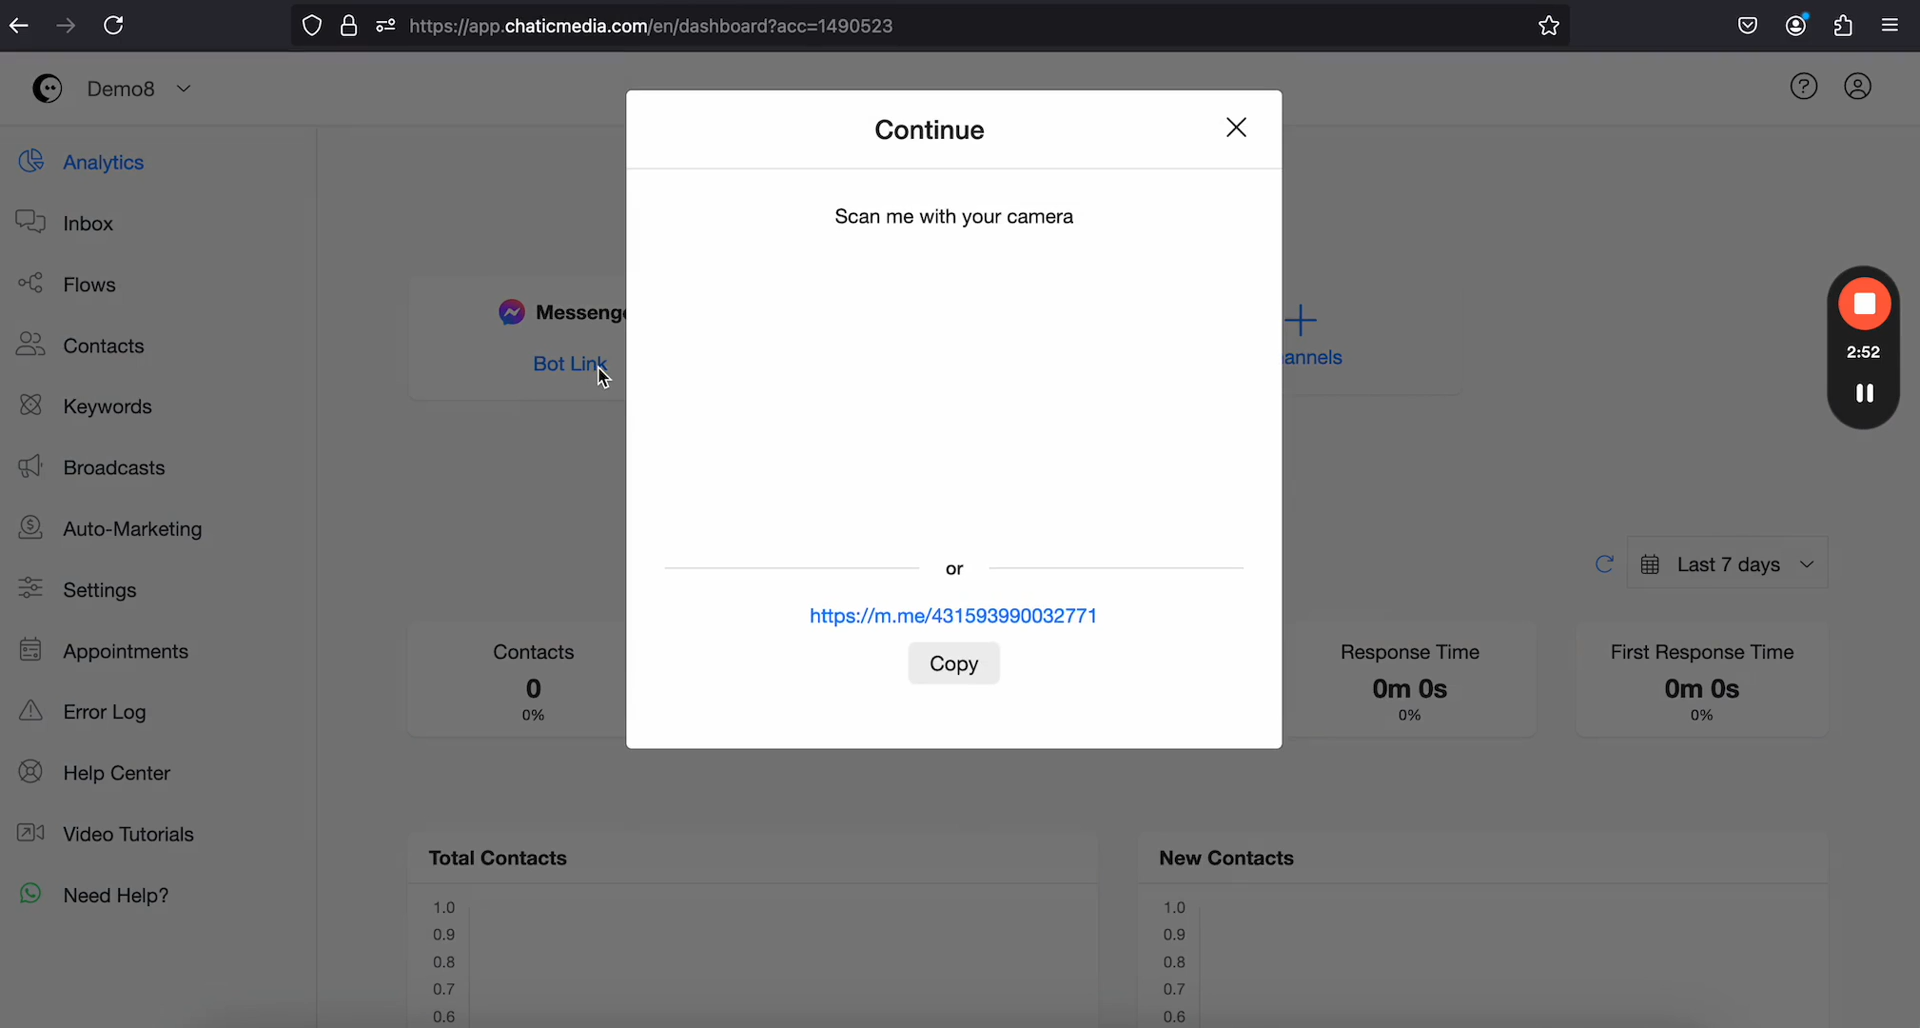 https://app.chaticmedia.com/en/dashboard?acc=1490523
Demo8
Analytics
Inbox
Flows
Contacts
Keywords
Broadcasts
Auto-Marketing
Settings
Appointments
Error Log
Help Center
Video Tutorials
Need Help?
Messenge
Bot Link
Continue
Scan me with your camera
or
https://m.me/431593990032771
Copy
annels
2:52
Last 7 days
Contacts
0
0%
Response Time
0m 0s
0%
First Response Time
0m 0s
0%
Total Contacts
1.0
0.9
0.8
0.7
0.6
New Contacts
1.0
0.9
0.8
0.7
0.6